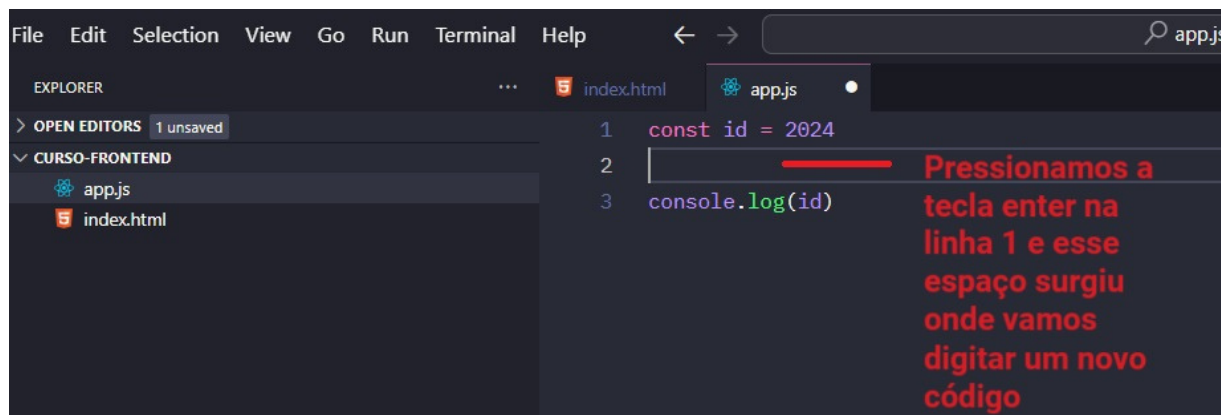 File Edit Selection View Go Run Terminal Help
app.js
EXPLORER
index.html
app.js
OPEN EDITORS 1 unsaved
CURSO-FRONTEND
app.js
index.html
1 const id = 2024
2
3 console.log(id)
Pressionamos a
tecla enter na
linha 1 e esse
espaço surgiu
onde vamos
digitar um novo
código